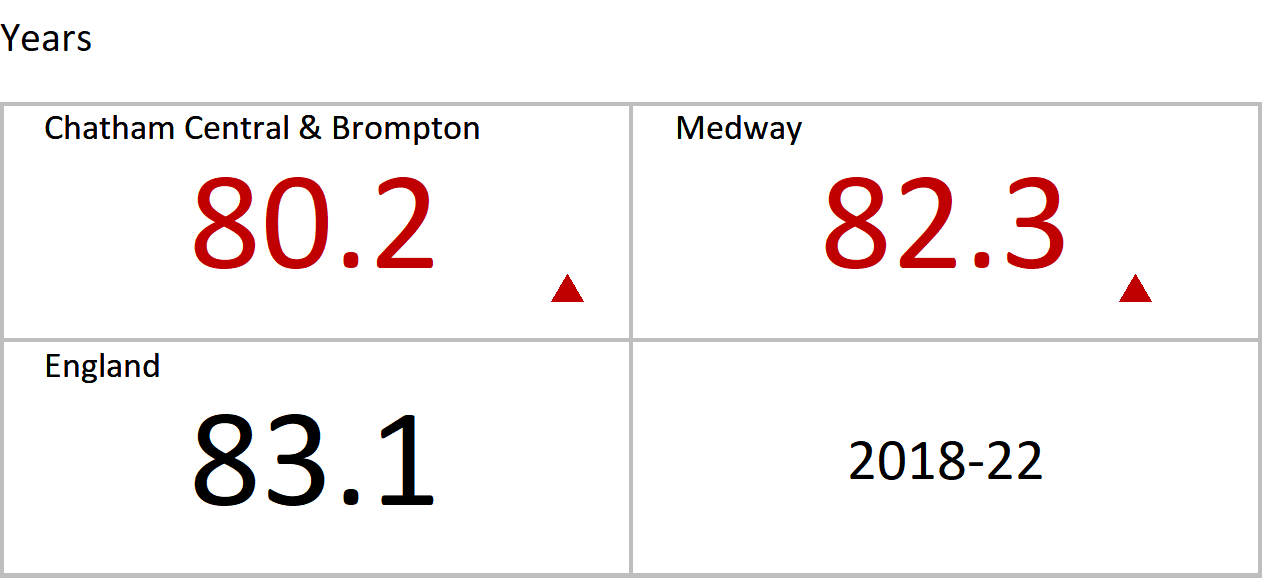 Years
Chatham Central & Brompton
80.2
Medway
82.3
England
83.1
2018-22